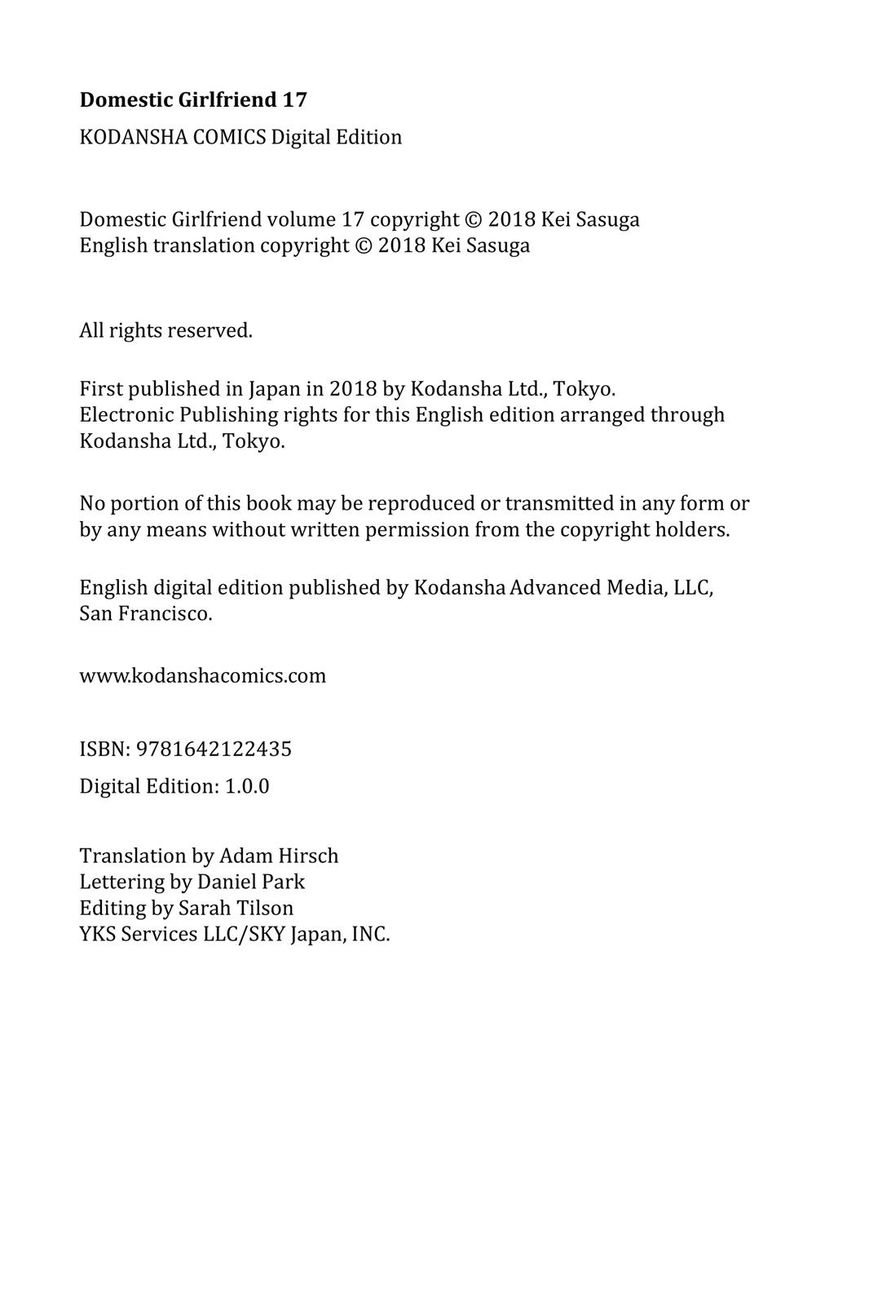 Domestic Girlfriend 17
KODANSHA COMICS Digital Edition
Domestic Girlfriend volume 17 copyright © 2018 Kei Sasuga
English translation copyright © 2018 Kei Sasuga
All rights reserved.
First published in Japan in 2018 by Kodansha Ltd., Tokyo.
Electronic Publishing rights for this English edition arranged through
Kodansha Ltd., Tokyo.
No portion of this book may be reproduced or transmitted in any form or
by any means without written permission from the copyright holders.
English digital edition published by Kodansha Advanced Media, LLC,
San Francisco.
www.kodanshacomics.com
ISBN: 9781642122435
Digital Edition: 1.0.0
Translation by Adam Hirsch
Lettering by Daniel Park
Editing by Sarah Tilson
YKS Services LLC/SKY Japan, INC.